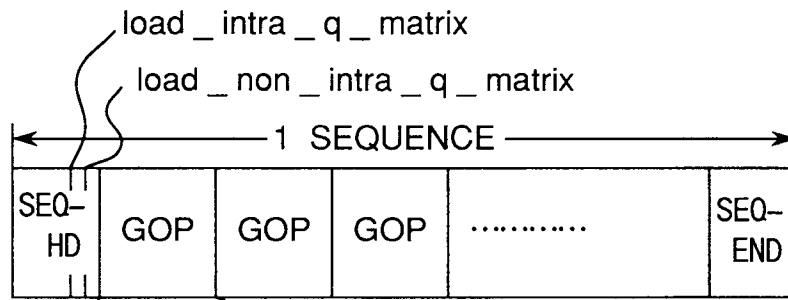 load _ intra _ q _ matrix
load _ non _ intra _ q _ matrix
1 SEQUENCE
SEQ-
HD
GOP
GOP
GOP
............
SEQ-
END